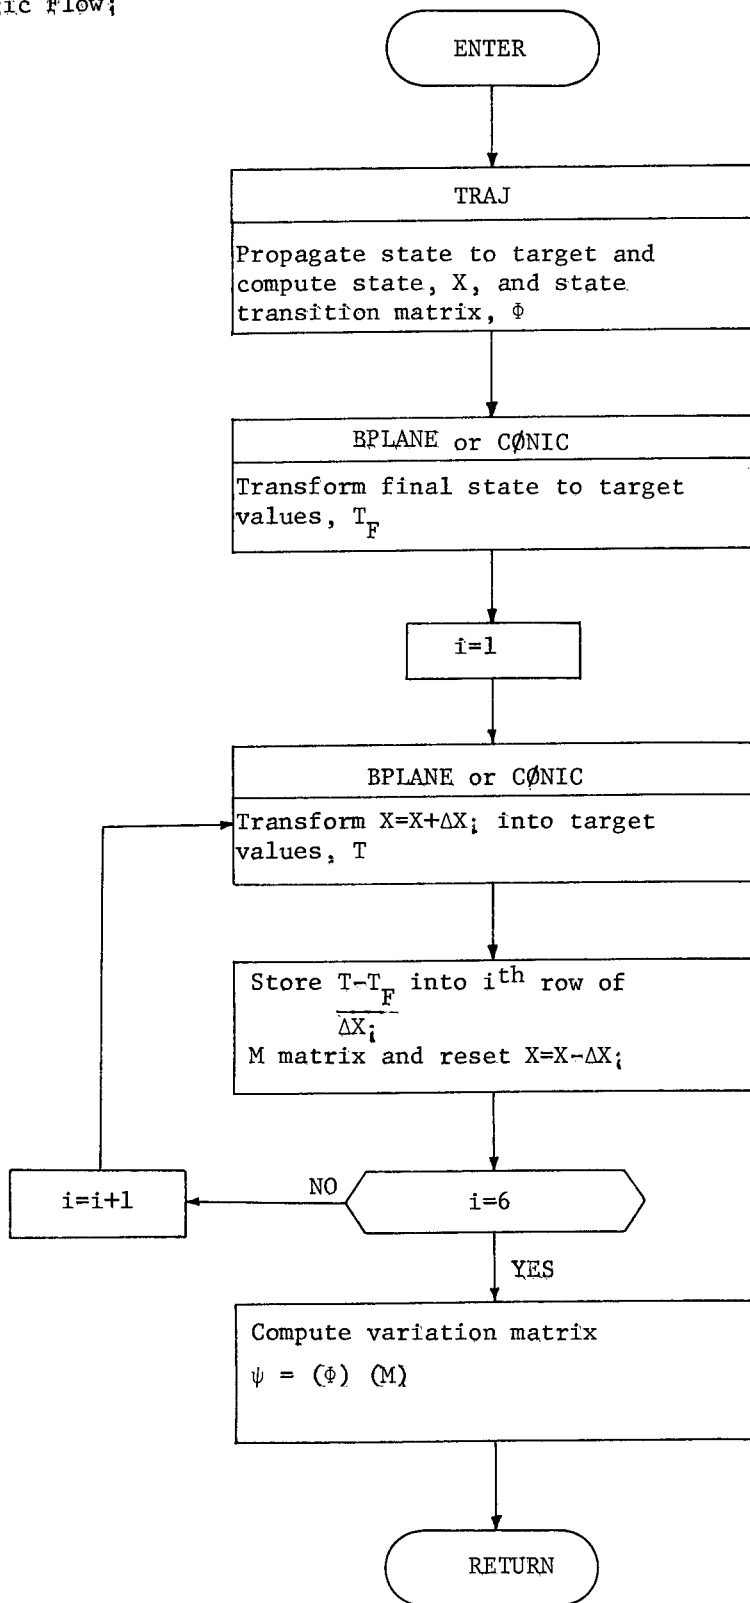 gic Flow;
ENTER
TRAJ
Propagate state to target and
compute state, X, and state
transition matrix, Φ
BPLANE or CØNIC
Transform final state to target
values, T_F
i=1
BPLANE or CØNIC
Transform X=X+ΔX_i into target
values, T
Store T-T_F into i^th row of
ΔX_i
M matrix and reset X=X-ΔX_i
i=i+1
NO
i=6
YES
Compute variation matrix
ψ = (Φ) (M)
RETURN